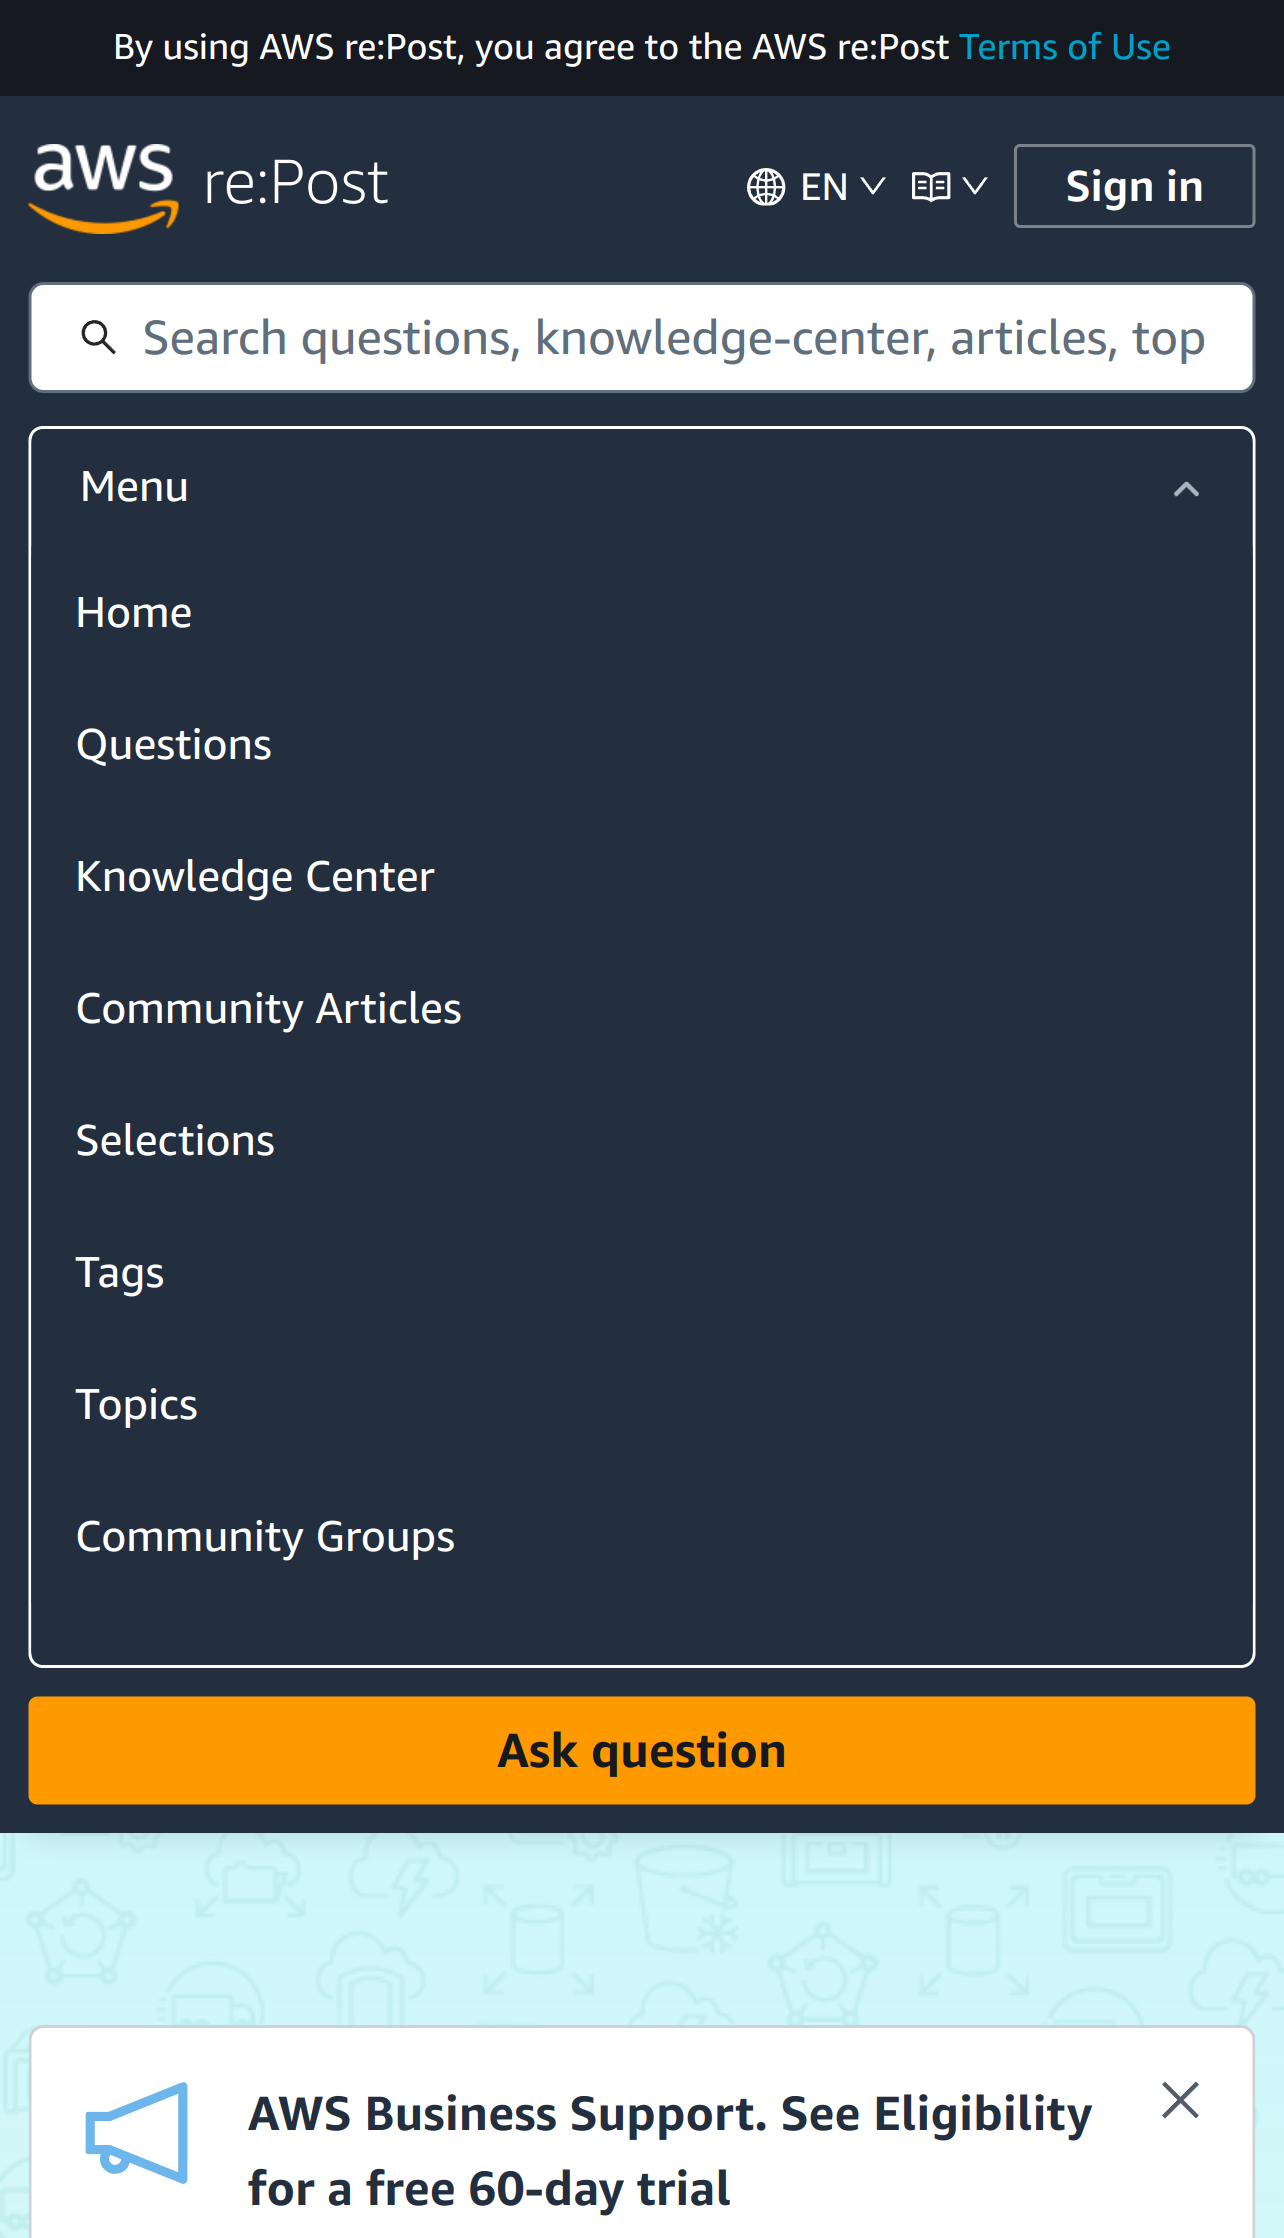 By using AWS re:Post, you agree to the AWS re:Post Terms of Use
aws re:Post
EN
Sign in
Search questions, knowledge-center, articles, top
Menu
Home
Questions
Knowledge Center
Community Articles
Selections
Tags
Topics
Community Groups
Ask question
AWS Business Support. See Eligibility
for a free 60-day trial